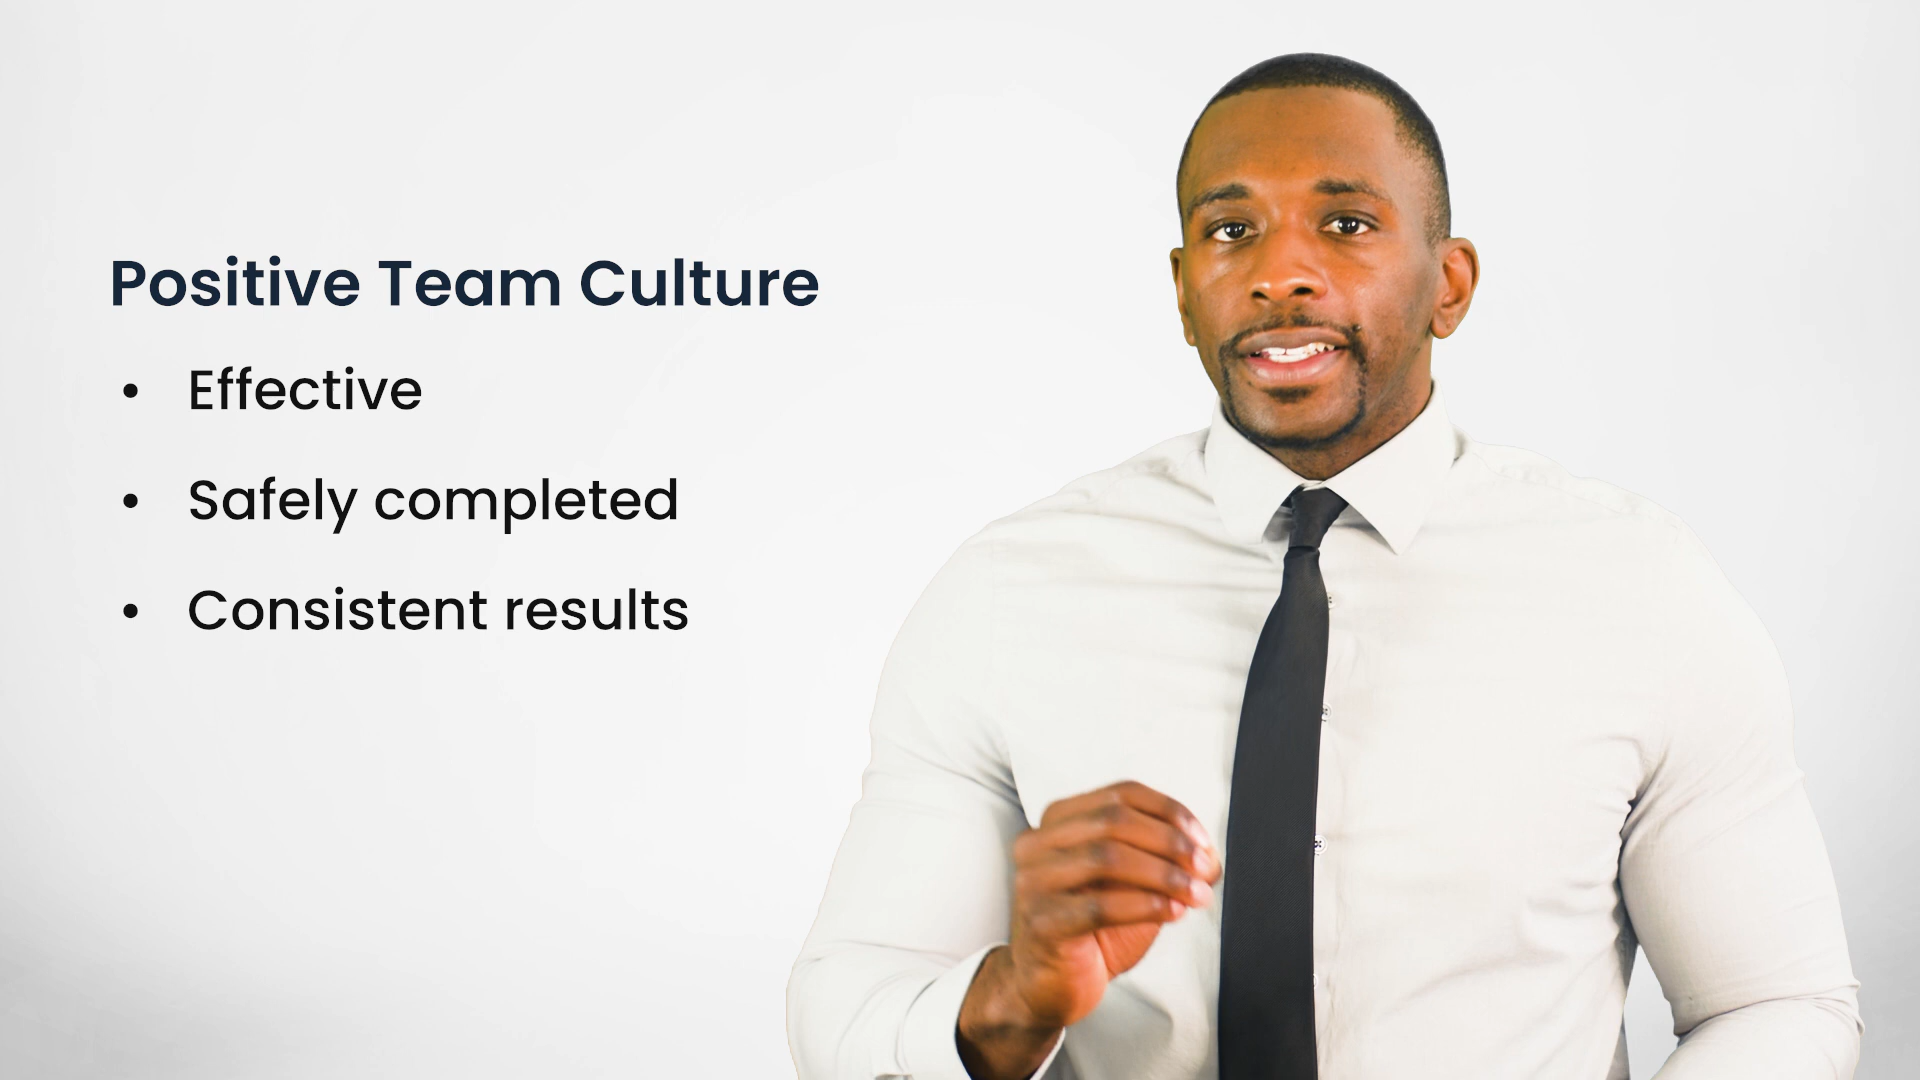 Positive Team Culture
• Effective
• Safely completed
• Consistent results